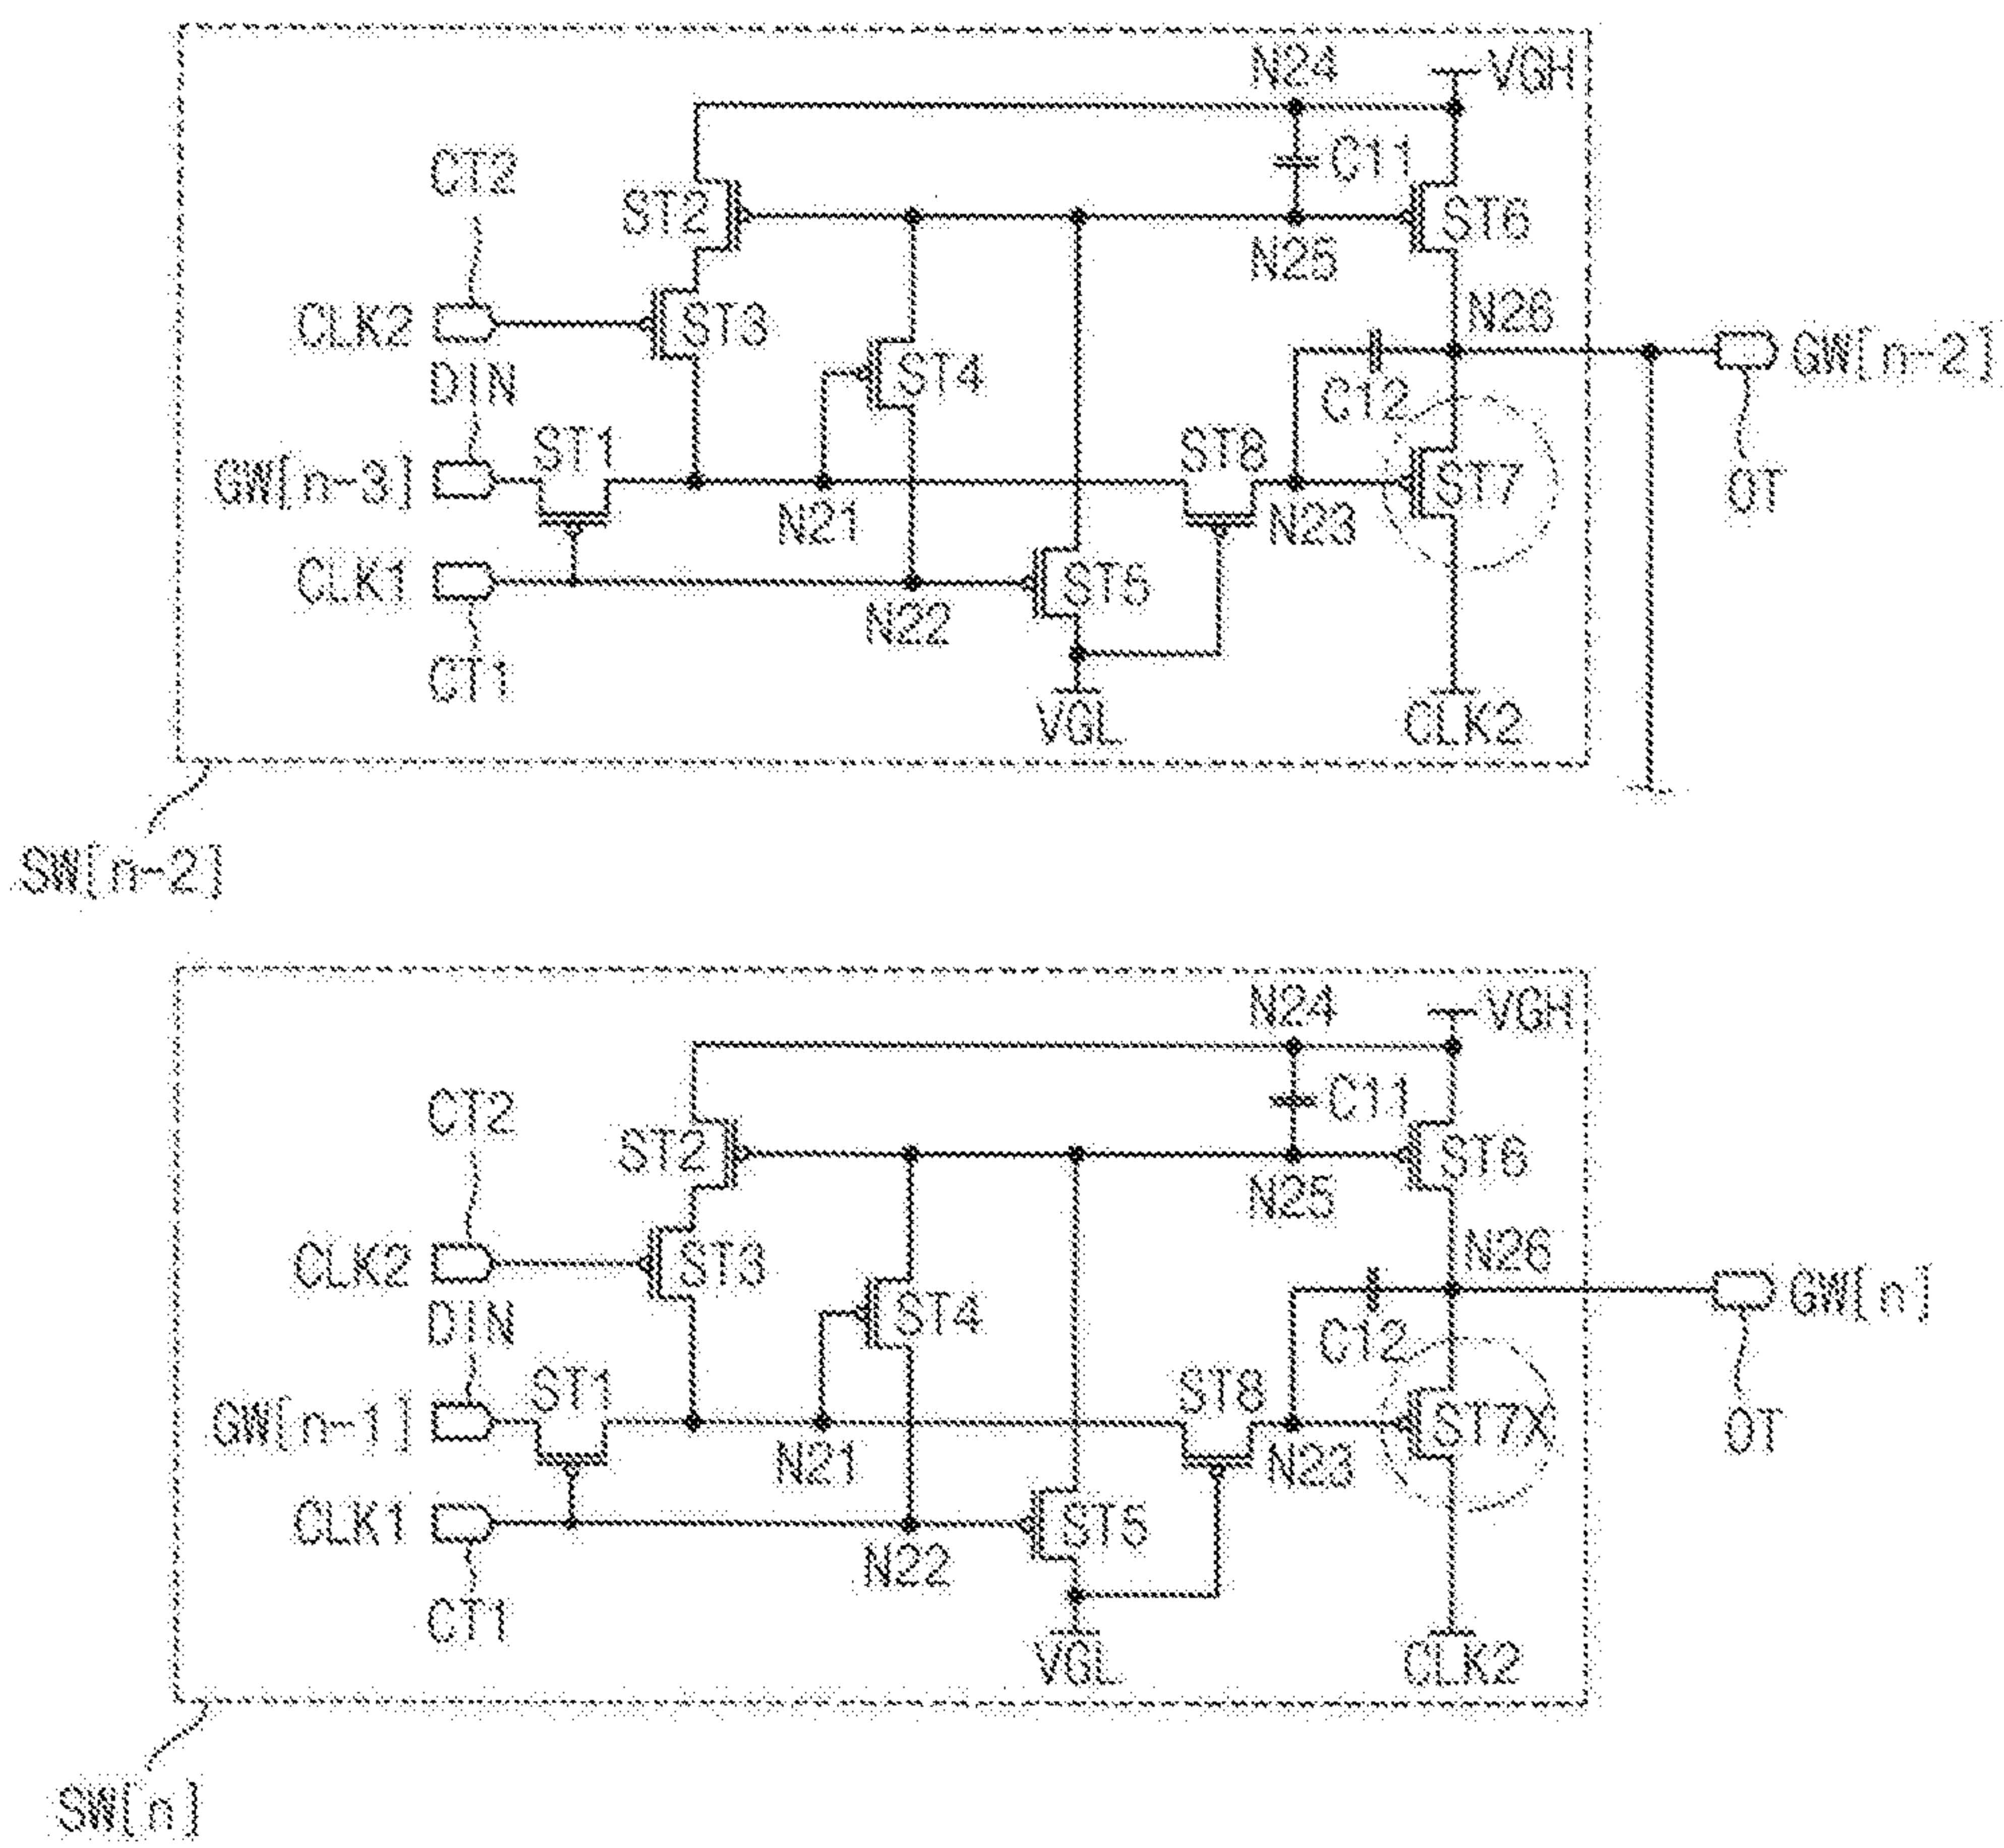 N24
VGH
CT2
C11
ST2
ST6
N25
CLK2
ST3
N26
GW[n-2]
DIN
ST4
C12
GW[n-3]
ST1
ST8
ST7
OT
N21
N23
CLK1
ST5
N22
CT1
VGL
CLK2
SW[n-2]
N24
VGH
CT2
C11
ST2
ST6
N25
CLK2
ST3
N26
GW[n]
DIN
ST4
C12
GW[n-1]
ST1
ST8
ST7X
OT
N21
N23
CLK1
ST5
N22
CT1
VGL
CLK2
SW[n]